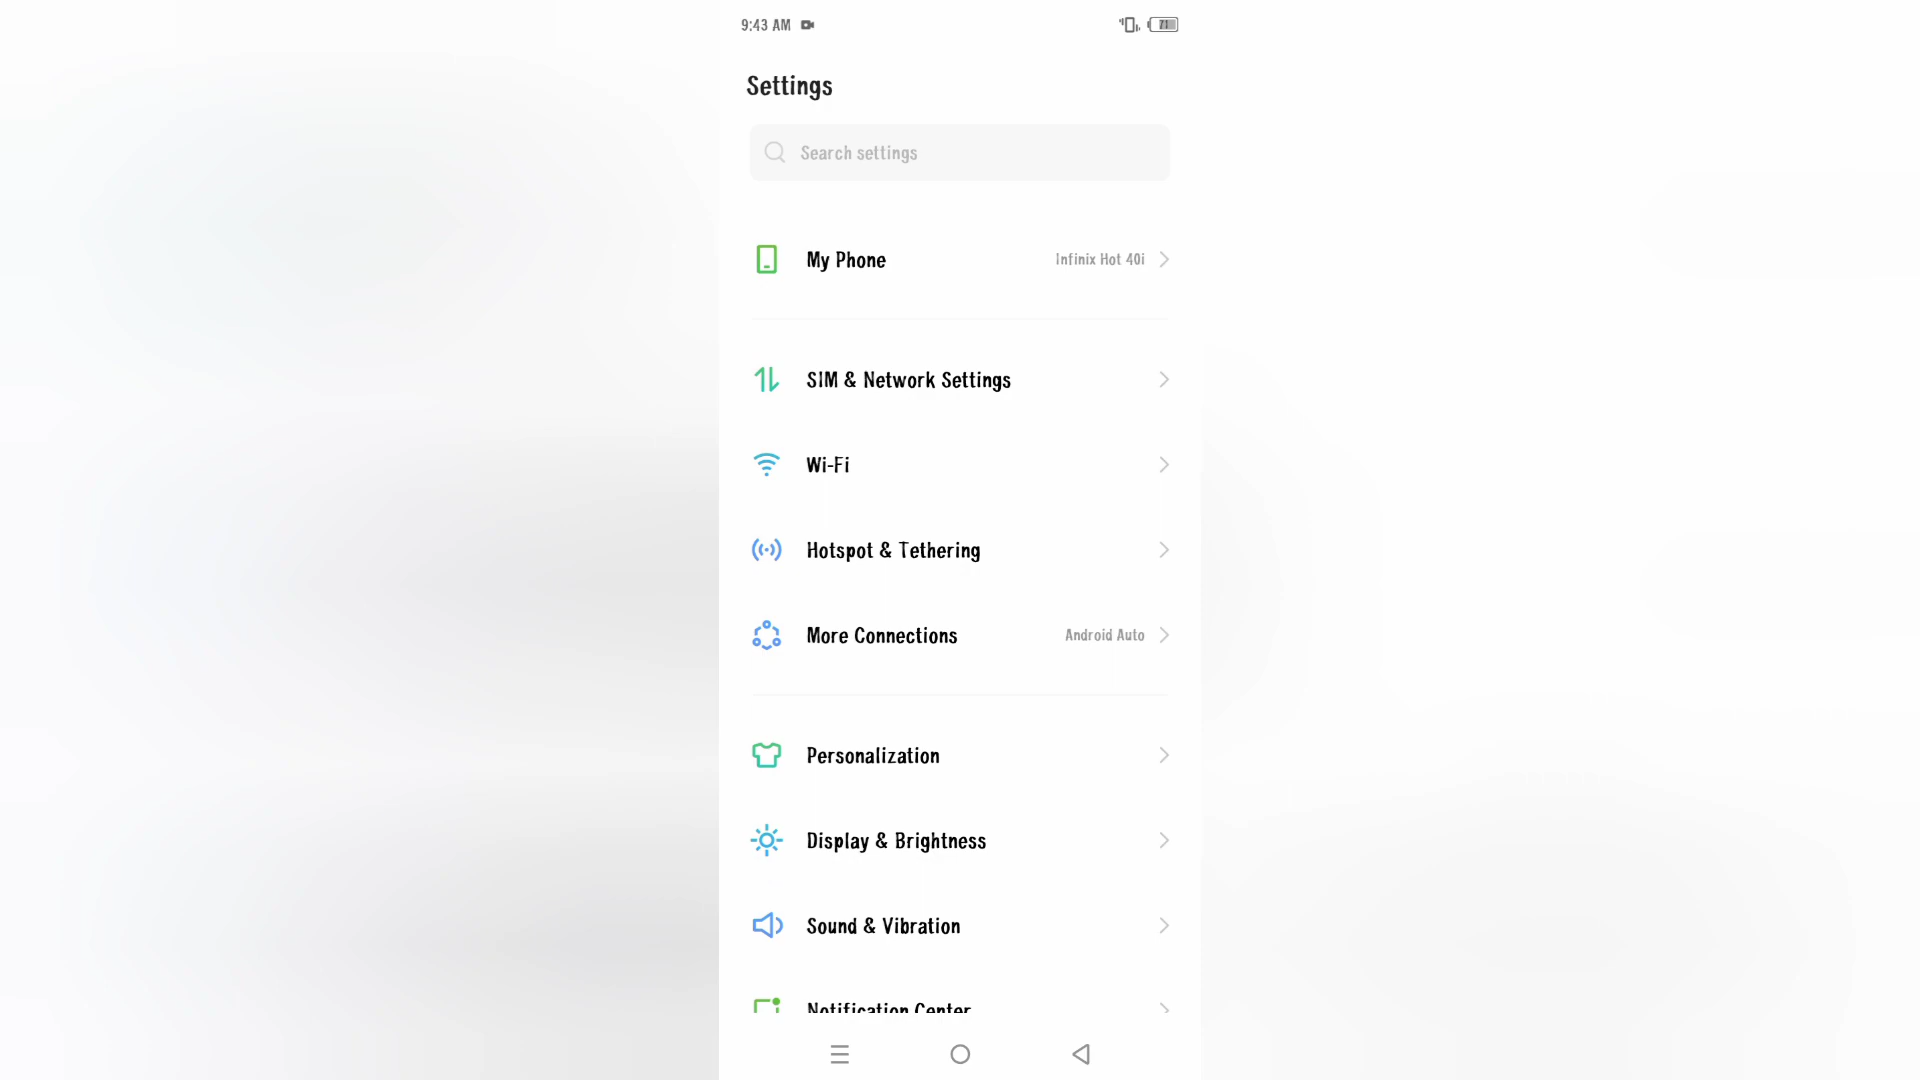 9:43 AM
71
Settings
Search settings
My Phone
Infinix Hot 40i
SIM & Network Settings
Wi-Fi
Hotspot & Tethering
More Connections
Android Auto
Personalization
Display & Brightness
Sound & Vibration
Notification Center